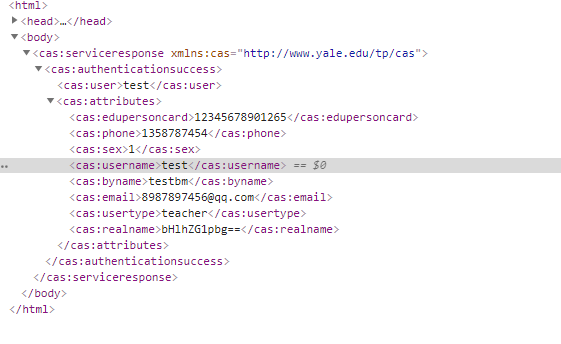 <html>
<head>…</head>
<body>
<cas:serviceresponse xmlns:cas="http://www.yale.edu/tp/cas">
<cas:authenticationsuccess>
<cas:user>test</cas:user>
<cas:attributes>
<cas:edupersoncard>12345678901265</cas:edupersoncard>
<cas:phone>1358787454</cas:phone>
<cas:sex>1</cas:sex>
<cas:username>test</cas:username> == $0
<cas:byname>testbm</cas:byname>
<cas:email>8987897456@qq.com</cas:email>
<cas:usertype>teacher</cas:usertype>
<cas:realname>bHlhZG1pbg==</cas:realname>
</cas:attributes>
</cas:authenticationsuccess>
</cas:serviceresponse>
</body>
</html>